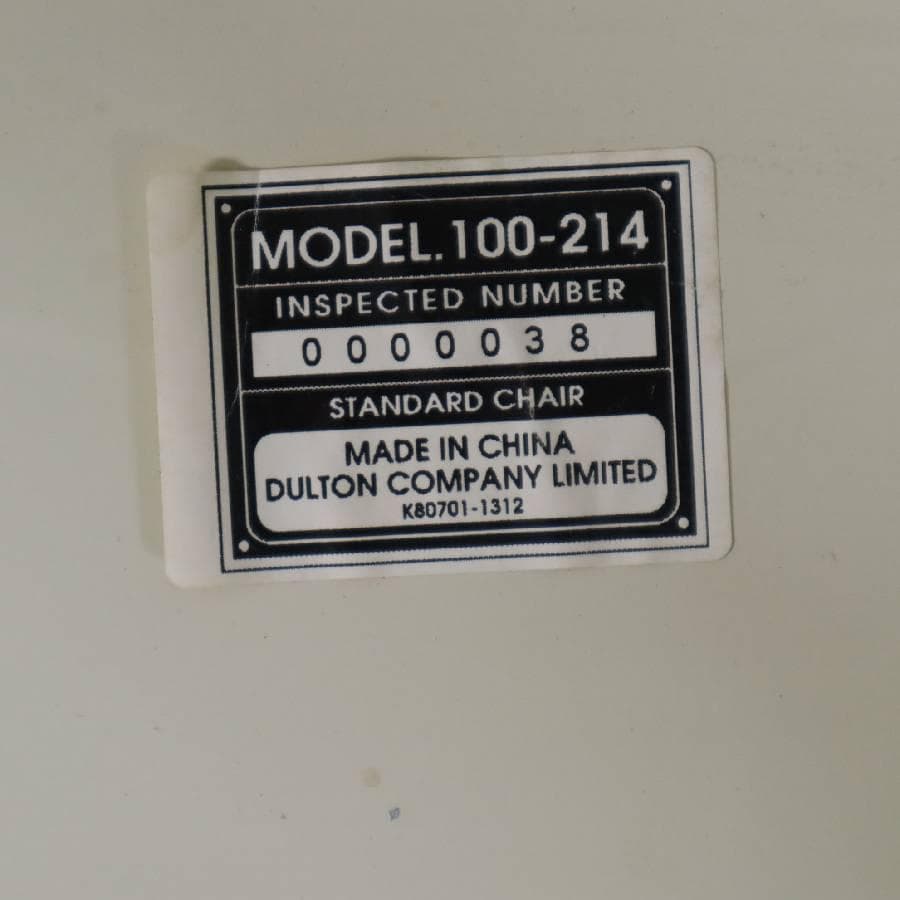 MODEL.100-214
INSPECTED NUMBER
0000038
STANDARD CHAIR
MADE IN CHINA
DULTON COMPANY LIMITED
K80701-1312